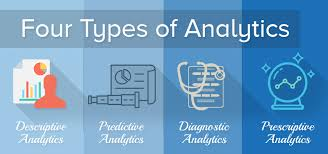 Four Types of Analytics
Descriptive
Analytics
Predictive
Analytics
Diagnostic
Analytics
Prescriptive
Analytics